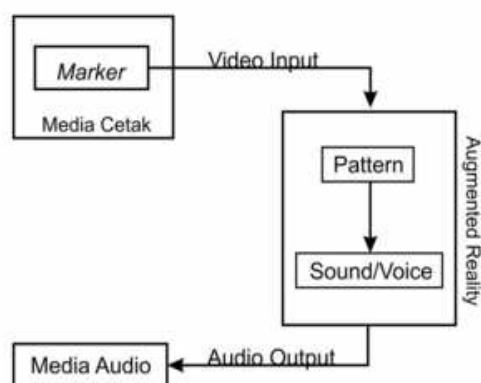 Marker
Media Cetak
Video Input
Pattern
Sound/Voice
Augmented Reality
Audio Output
Media Audio